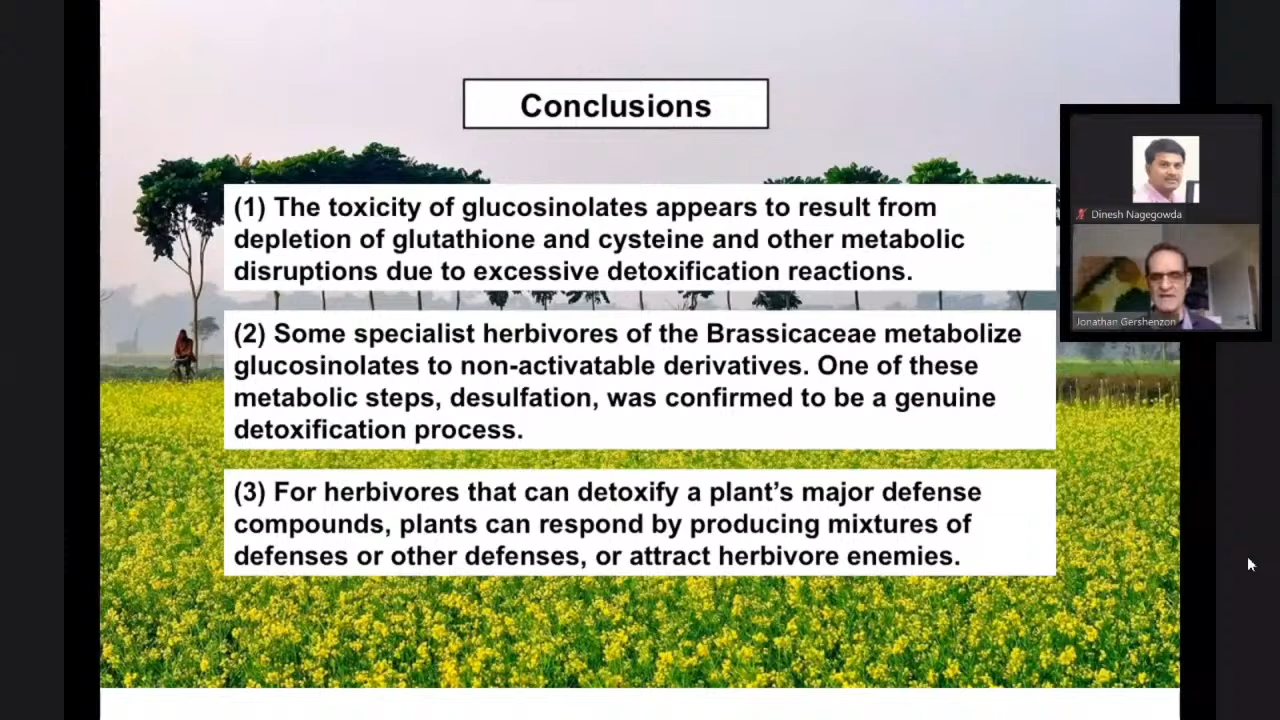 Conclusions
(1) The toxicity of glucosinolates appears to result from
depletion of glutathione and cysteine and other metabolic
disruptions due to excessive detoxification reactions.
(2) Some specialist herbivores of the Brassicaceae metabolize
glucosinolates to non-activatable derivatives. One of these
metabolic steps, desulfation, was confirmed to be a genuine
detoxification process.
(3) For herbivores that can detoxify a plant’s major defense
compounds, plants can respond by producing mixtures of
defenses or other defenses, or attract herbivore enemies.
Dinesh Nagegowda
Jonathan Gershenzon